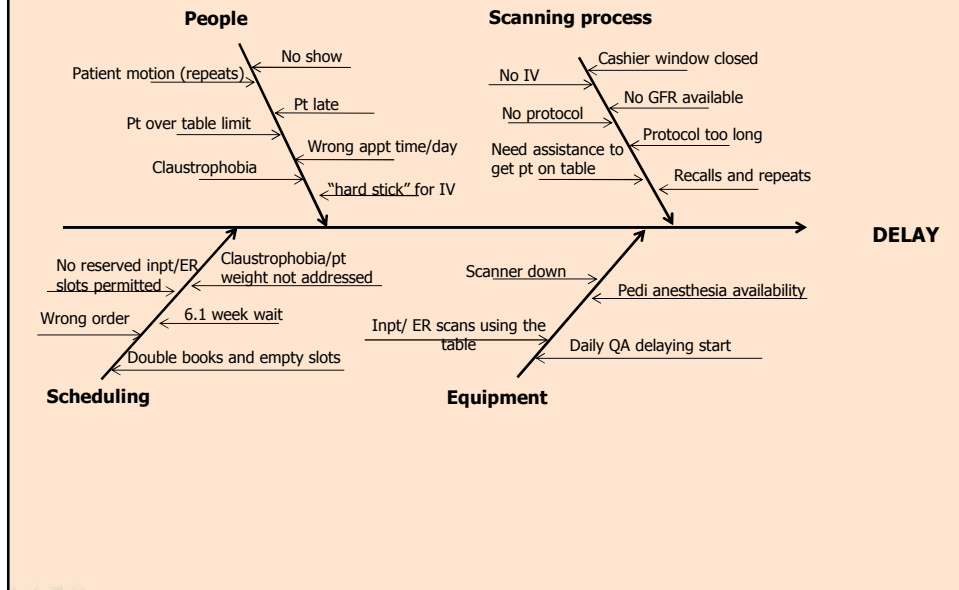 People
Scanning process
No show
Patient motion (repeats)
Pt late
Pt over table limit
Wrong appt time/day
Claustrophobia
“hard stick” for IV
Cashier window closed
No IV
No GFR available
No protocol
Protocol too long
Need assistance to
get pt on table
Recalls and repeats
DELAY
No reserved inpt/ER
slots permitted
Claustrophobia/pt
weight not addressed
Wrong order
6.1 week wait
Double books and empty slots
Scheduling
Scanner down
Pedi anesthesia availability
Inpt/ ER scans using the
table
Daily QA delaying start
Equipment